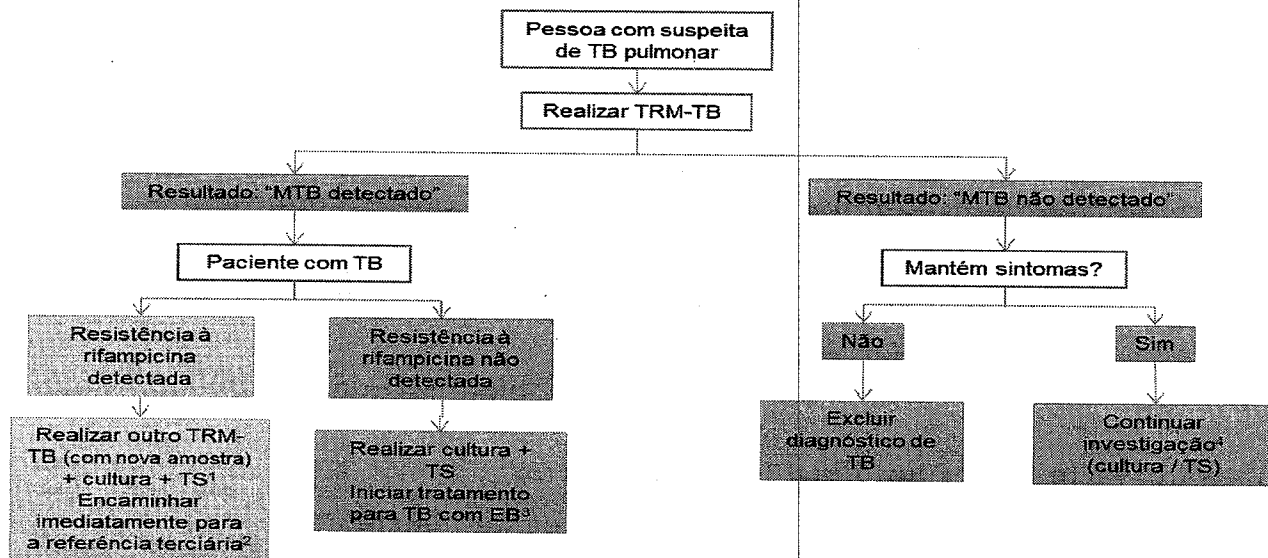 Pessoa com suspeita
de TB pulmonar
Realizar TRM-TB
Resultado: "MTB detectado"
Resultado: "MTB não detectado"
Paciente com TB
Mantém sintomas?
Resistência à
rifampicina
detectada
Resistência à
rifampicina não
detectada
Não
Sim
Realizar outro TRM-
TB (com nova amostra)
+ cultura + TS¹
Encaminhar
imediatamente para
a referência terciária²
Realizar cultura +
TS
Iniciar tratamento
para TB com EB³
Excluir
diagnóstico de
TB
Continuar
investigação⁴
(cultura / TS)